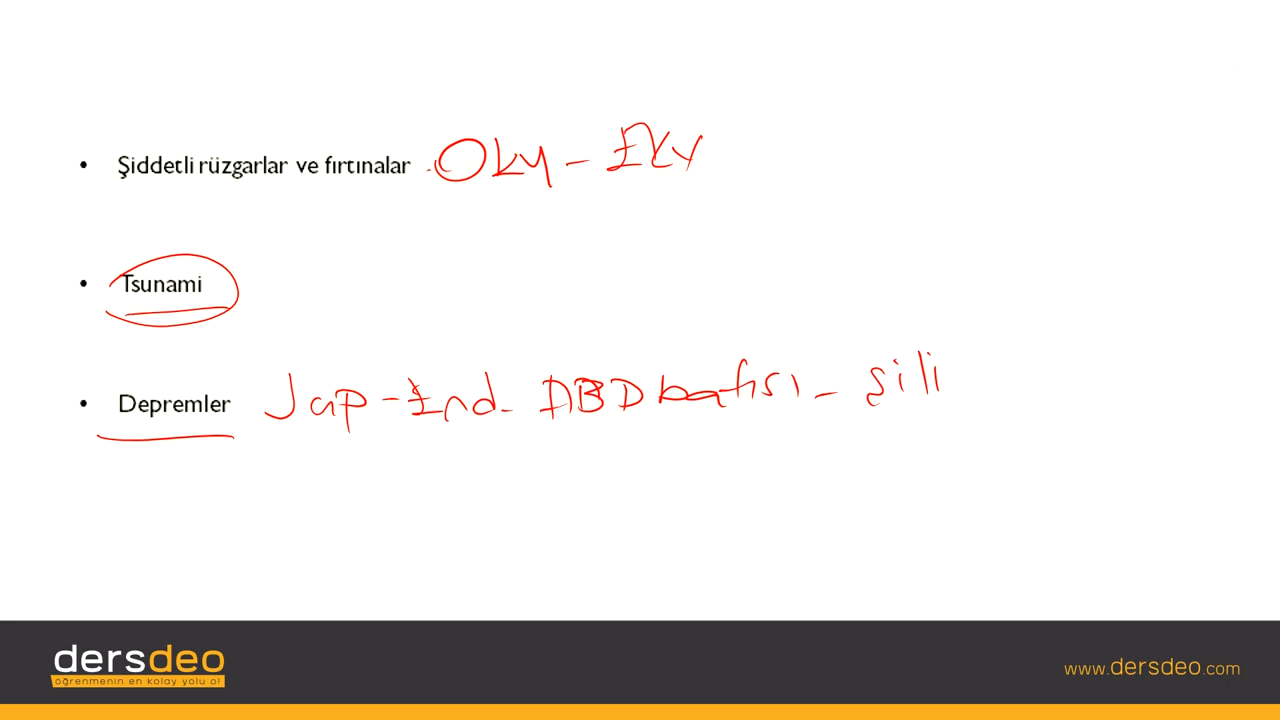 • Şiddetli rüzgarlar ve fırtınalar Oky - Eky
• Tsunami
• Depremler Jap - End. ABD batısı - şili
dersdeo
öğrenmenin en kolay yolu o!
www.dersdeo.com